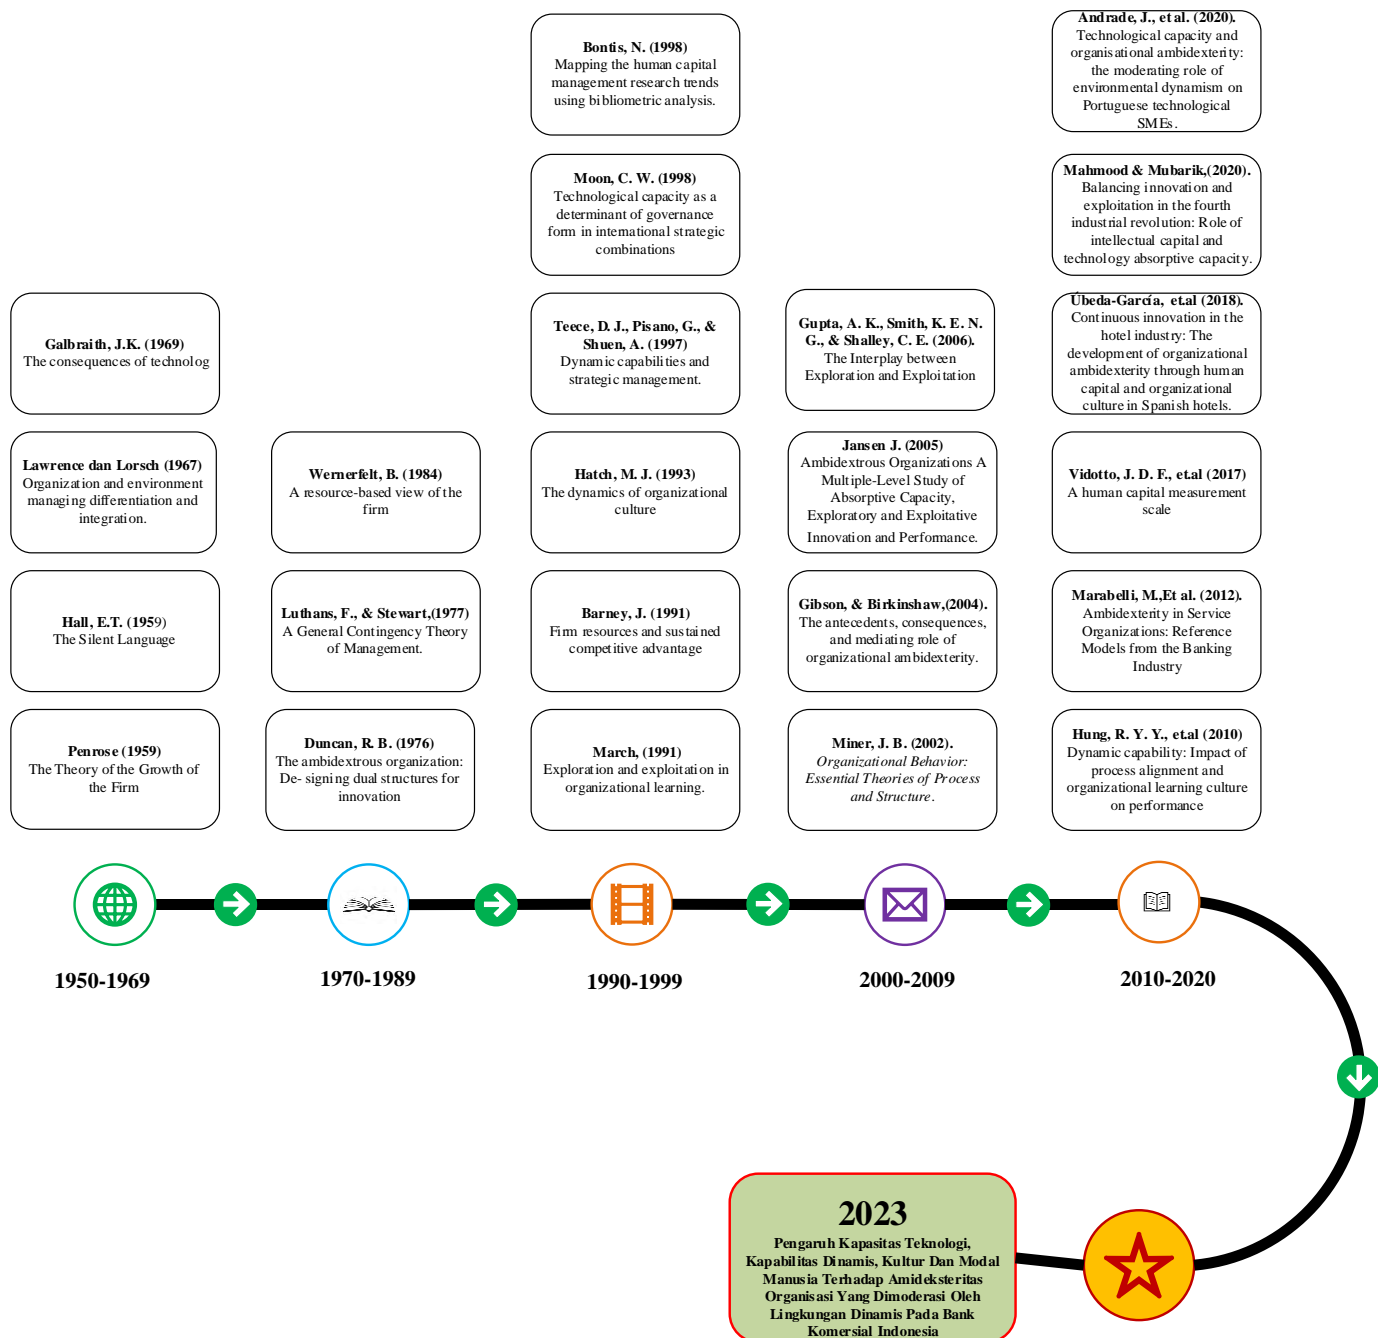 Galbraith, J.K. (1969)
The consequences of technolog
Lawrence dan Lorsch (1967)
Organization and environment
managing differentiation and
integration.
Hall, E.T. (1959)
The Silent Language
Penrose (1959)
The Theory of the Growth of
the Firm
Wernerfelt, B. (1984)
A resource-based view of the
firm
Luthans, F., & Stewart,(1977)
A General Contingency Theory
of Management.
Duncan, R. B. (1976)
The ambidextrous organization:
De- signing dual structures for
innovation
Bontis, N. (1998)
Mapping the human capital
management research trends
using bibliometric analysis.
Moon, C. W. (1998)
Technological capacity as a
determinant of governance
form in international strategic
combinations
Teece, D. J., Pisano, G., &
Shuen, A. (1997)
Dynamic capabilities and
strategic management.
Hatch, M. J. (1993)
The dynamics of organizational
culture
Barney, J. (1991)
Firm resources and sustained
competitive advantage
March, (1991)
Exploration and exploitation in
organizational learning.
Gupta, A. K., Smith, K. E. N.
G., & Shalley, C. E. (2006).
The Interplay between
Exploration and Exploitation
Jansen J. (2005)
Ambidextrous Organizations A
Multiple-Level Study of
Absorptive Capacity,
Exploratory and Exploitative
Innovation and Performance.
Gibson, & Birkinshaw,(2004).
The antecedents, consequences,
and mediating role of
organizational ambidexterity.
Miner, J. B. (2002).
Organizational Behavior:
Essential Theories of Process
and Structure.
Andrade, J., et al. (2020).
Technological capacity and
organisational ambidexterity:
the moderating role of
environmental dynamism on
Portuguese technological
SMEs.
Mahmood & Mubarik,(2020).
Balancing innovation and
exploitation in the fourth
industrial revolution: Role of
intellectual capital and
technology absorptive capacity.
Úbeda-García, et.al (2018).
Continuous innovation in the
hotel industry: The
development of organizational
ambidexterity through human
capital and organizational
culture in Spanish hotels.
Vidotto, J. D. F., et.al (2017)
A human capital measurement
scale
Marabelli, M.,Et al. (2012).
Ambidexterity in Service
Organizations: Reference
Models from the Banking
Industry
Hung, R. Y. Y., et.al (2010)
Dynamic capability: Impact of
process alignment and
organizational learning culture
on performance
1950-1969
1970-1989
1990-1999
2000-2009
2010-2020
2023
Pengaruh Kapasitas Teknologi,
Kapabilitas Dinamis, Kultur Dan Modal
Manusia Terhadap Amideksteritas
Organisasi Yang Dimoderasi Oleh
Lingkungan Dinamis Pada Bank
Komersial Indonesia